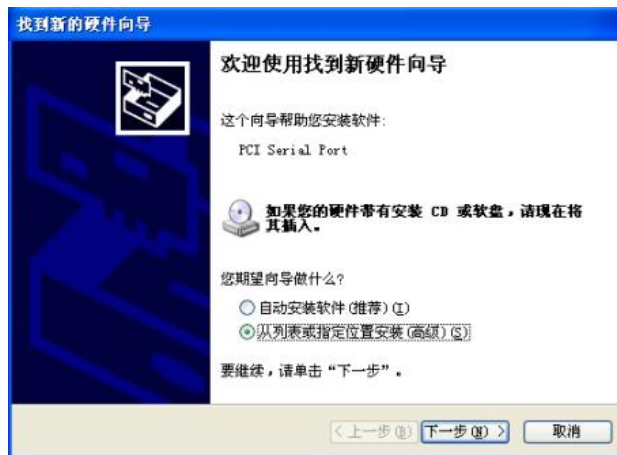 找到新的硬件向导
欢迎使用找到新硬件向导
这个向导帮助您安装软件:
PCI Serial Port
如果您的硬件带有安装 CD 或软盘，请现在将
其插入。
您期望向导做什么?
自动安装软件(推荐)(I)
从列表或指定位置安装(高级)(S)
要继续，请单击“下一步”。
<上一步(B) 下一步(N)> 取消